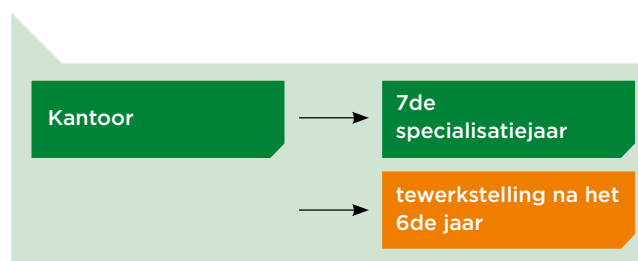 Kantoor
7de
specialisatiejaar
tewerkstelling na het
6de jaar